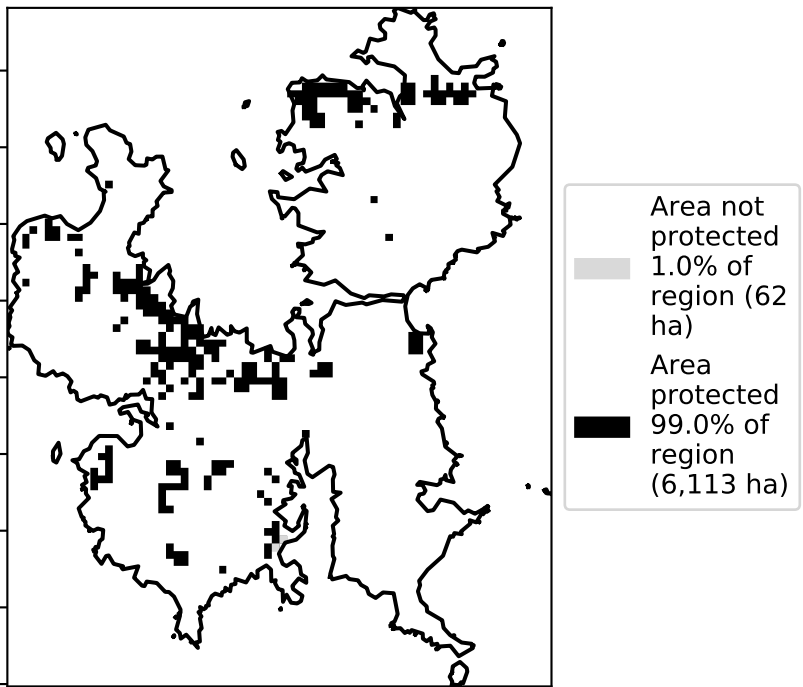 Area not
protected
1.0% of
region (62
ha)
Area
protected
99.0% of
region
(6,113 ha)